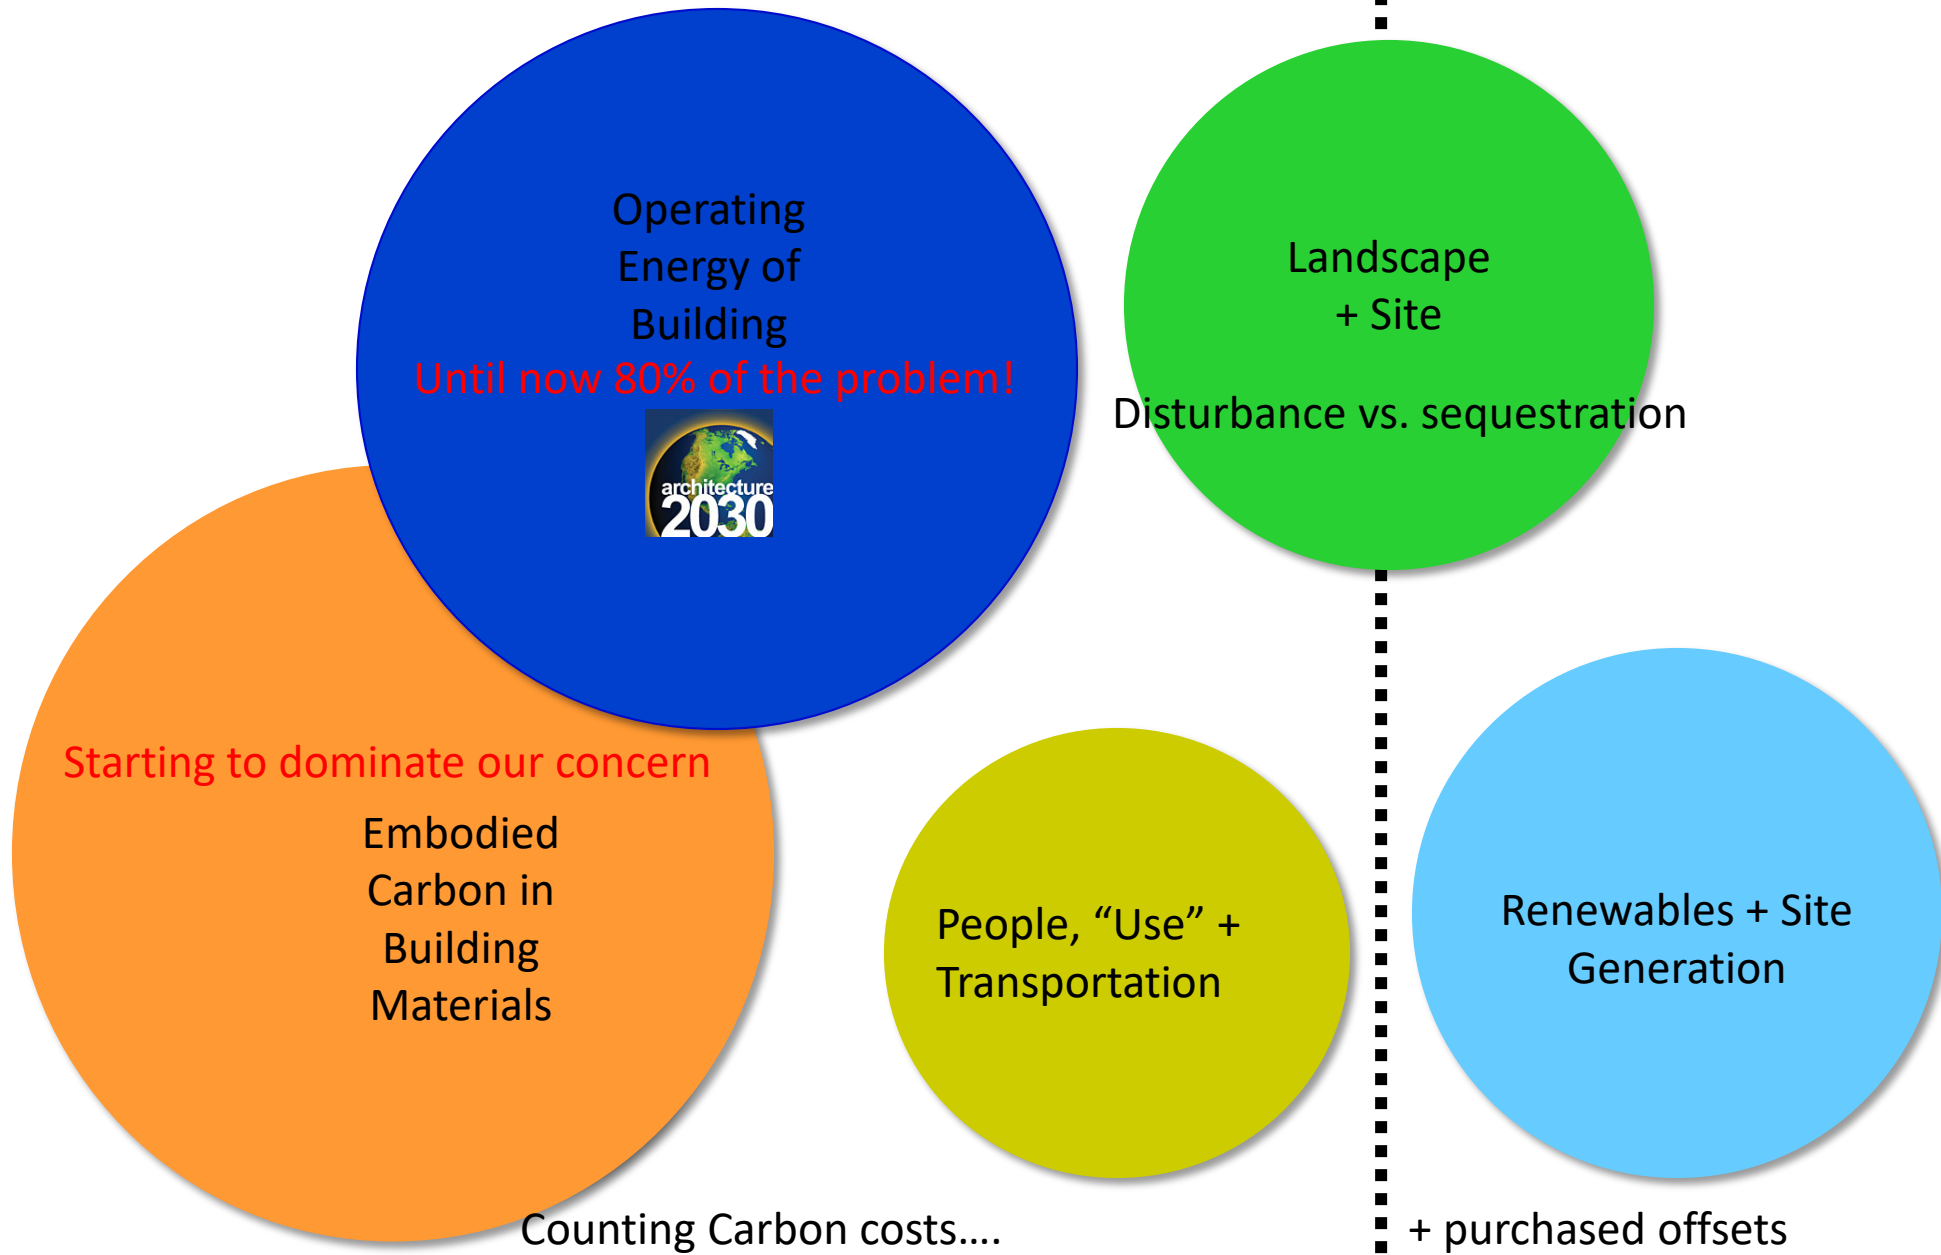 Operating
Energy of
Building
Until now 80% of the problem!
architecture
2030
Landscape
+ Site
Disturbance vs. sequestration
Starting to dominate our concern
Embodied
Carbon in
Building
Materials
People, “Use” +
Transportation
Renewables + Site
Generation
Counting Carbon costs….
+ purchased offsets